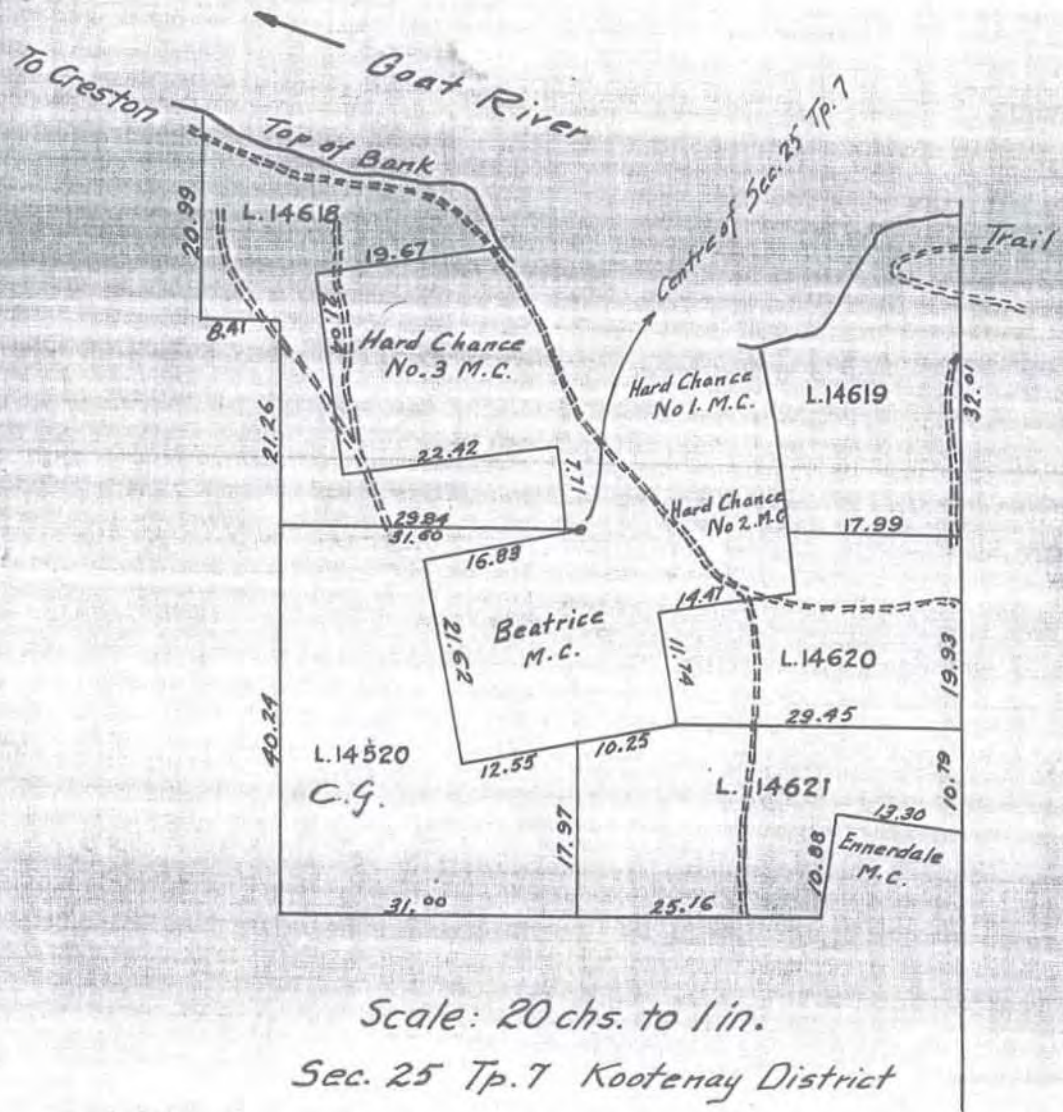 To Creston
Goat River
Top of Bank
Centre of Sec. 25 Tp. 7
Trail
20.99
L.14618
19.67
8.41
Hard Chance
No. 3 M.C.
Hard Chance
No 1. M.C.
L.14619
32.01
21.26
22.42
7.71
Hard Chance
No 2. M.C
17.99
29.84
31.60
16.89
14.47
Beatrice
M.C.
21.62
11.74
L.14620
19.93
29.45
40.24
L.14520
C.G.
12.55
10.25
L. 14621
10.79
13.30
17.97
10.88
Ennerdale
M.C.
31.00
25.16
Scale: 20 chs. to 1 in.
Sec. 25 Tp. 7 Kootenay District